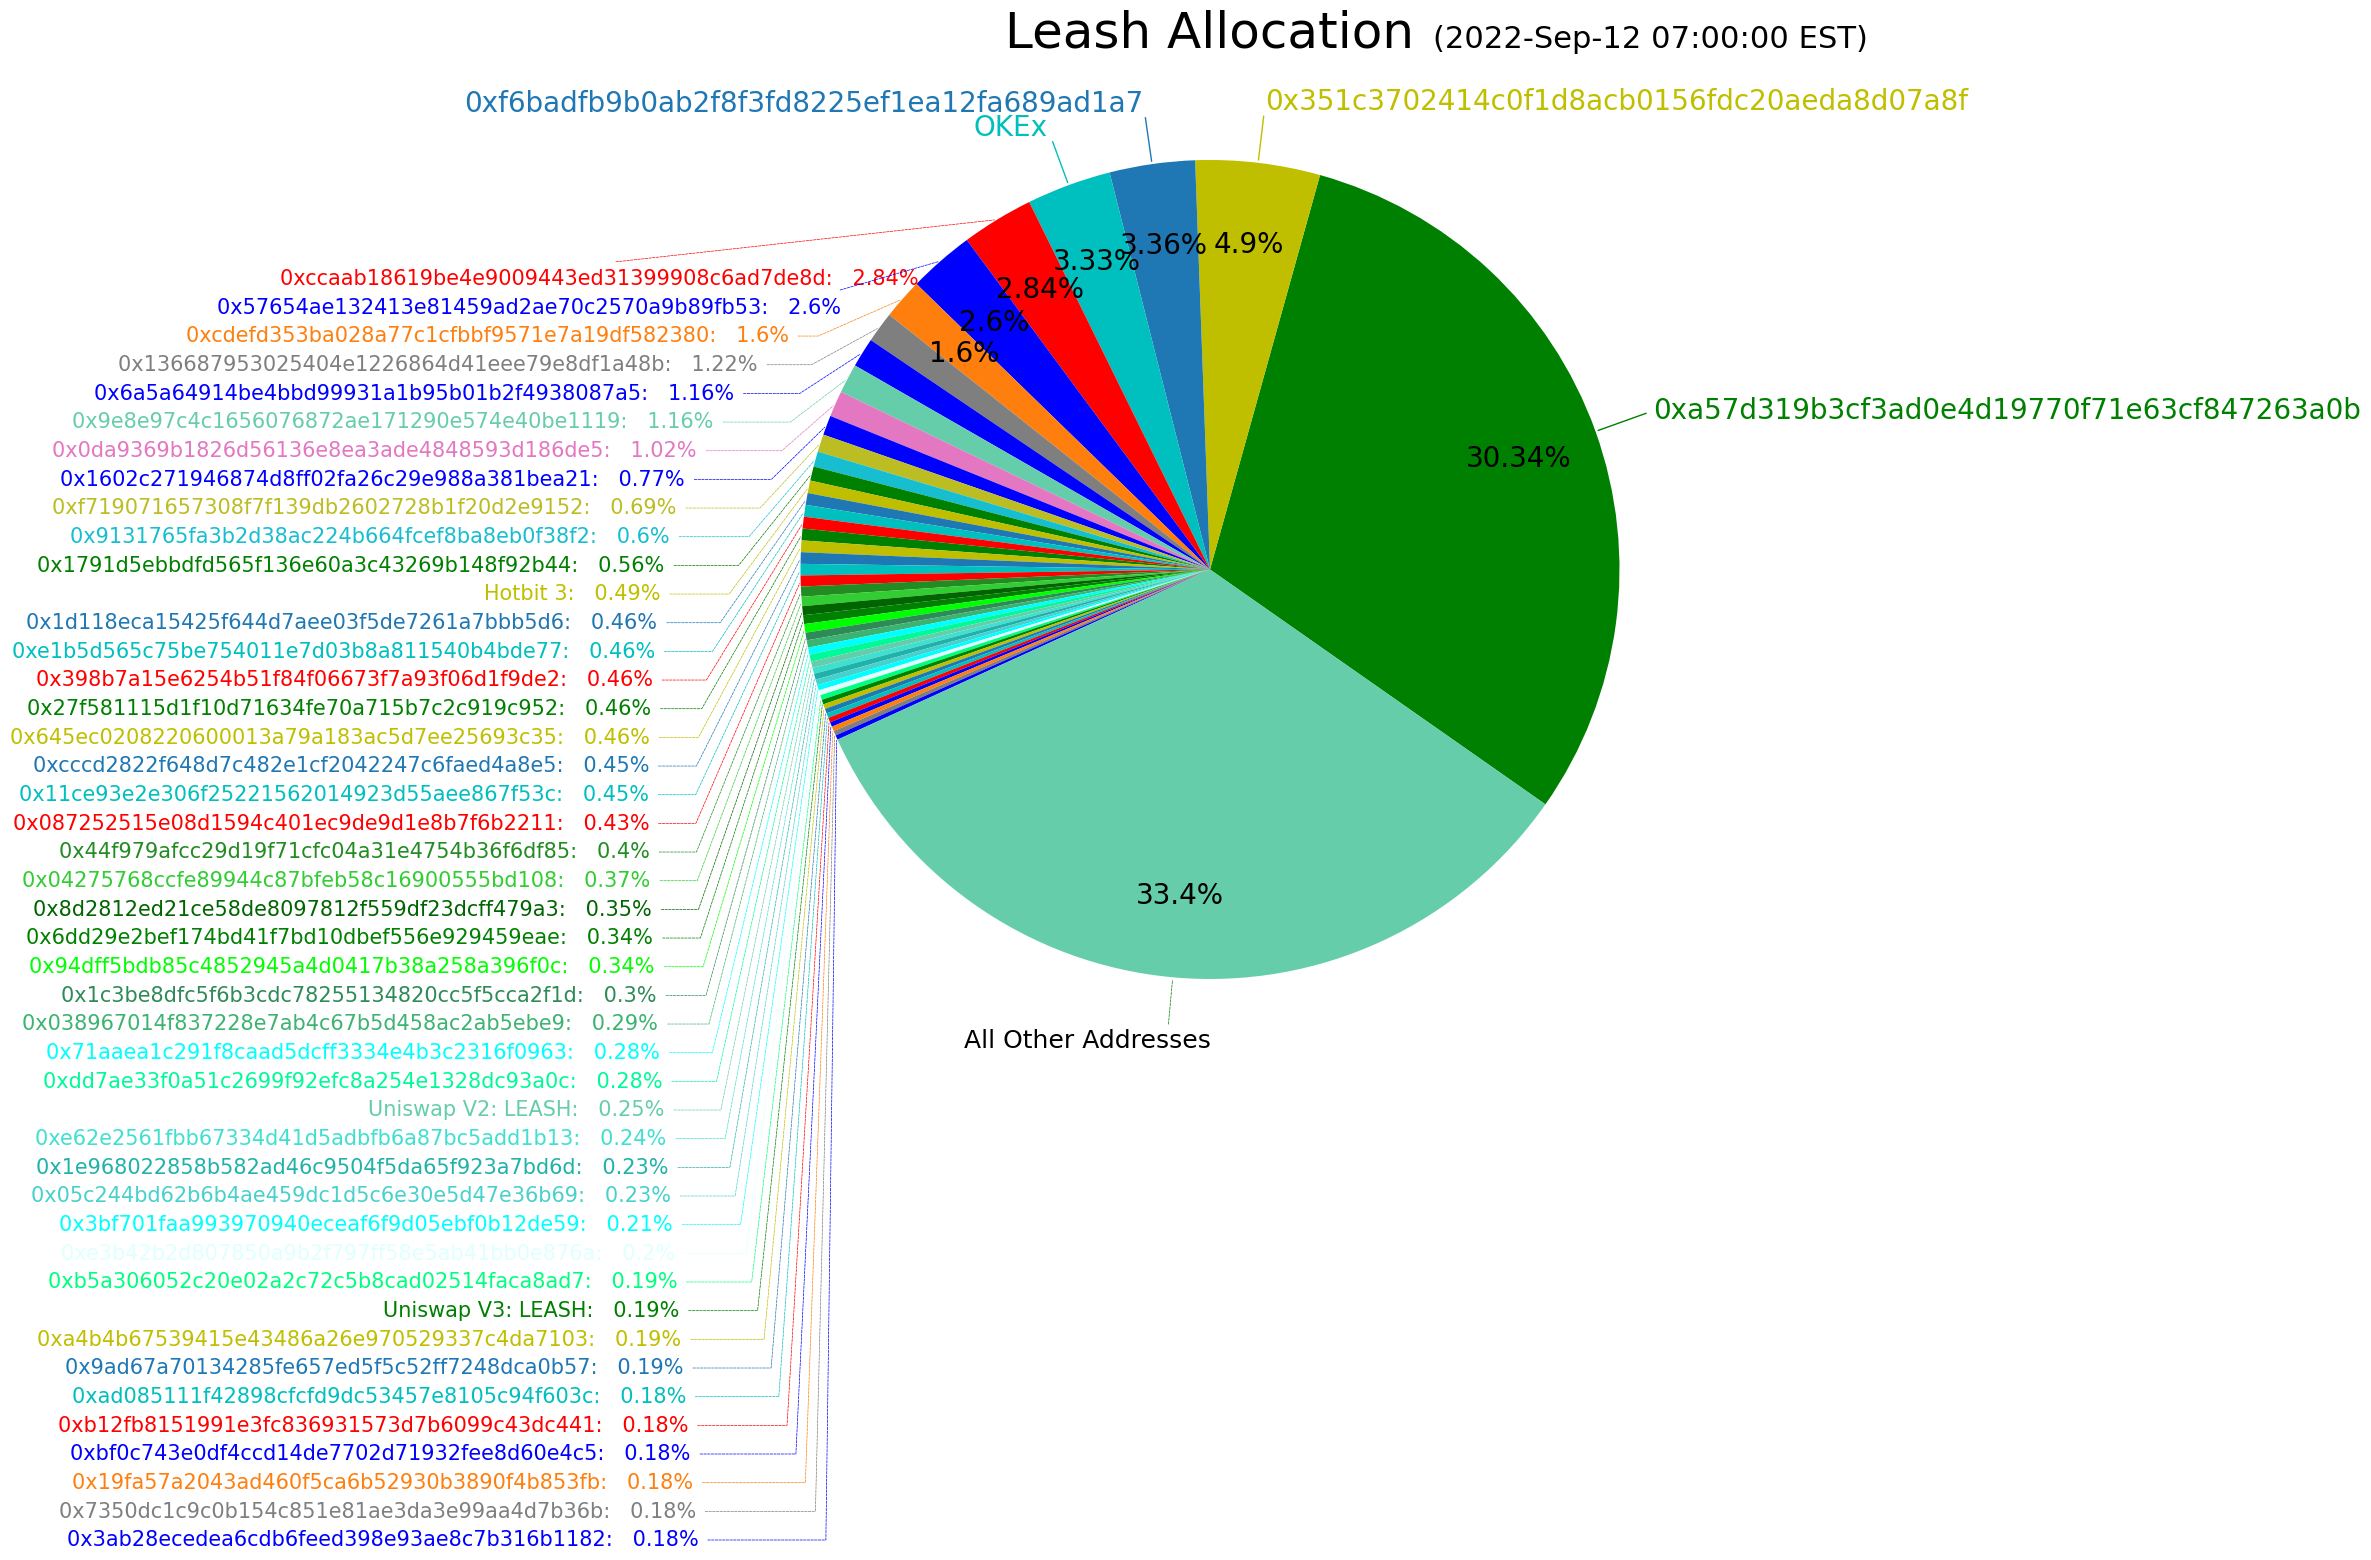 Leash Allocation (2022-Sep-12 07:00:00 EST)
0xf6badfb9b0ab2f8f3fd8225ef1ea12fa689ad1a7
0x351c3702414c0f1d8acb0156fdc20aeda8d07a8f
OKEx
3.36%
4.9%
3.33%
2.84%
2.6%
1.6%
0xa57d319b3cf3ad0e4d19770f71e63cf847263a0b
30.34%
33.4%
All Other Addresses
0xccaab18619be4e9009443ed31399908c6ad7de8d: 2.84%
0x57654ae132413e81459ad2ae70c2570a9b89fb53: 2.6%
0xcdefd353ba028a77c1cfbbf9571e7a19df582380: 1.6%
0x136687953025404e1226864d41eee79e8df1a48b: 1.22%
0x6a5a64914be4bbd99931a1b95b01b2f4938087a5: 1.16%
0x9e8e97c4c1656076872ae171290e574e40be1119: 1.16%
0x0da9369b1826d56136e8ea3ade4848593d186de5: 1.02%
0x1602c271946874d8ff02fa26c29e988a381bea21: 0.77%
0xf719071657308f7f139db2602728b1f20d2e9152: 0.69%
0x9131765fa3b2d38ac224b664fcef8ba8eb0f38f2: 0.6%
0x1791d5ebbdfd565f136e60a3c43269b148f92b44: 0.56%
Hotbit 3: 0.49%
0x1d118eca15425f644d7aee03f5de7261a7bbb5d6: 0.46%
0xe1b5d565c75be754011e7d03b8a811540b4bde77: 0.46%
0x398b7a15e6254b51f84f06673f7a93f06d1f9de2: 0.46%
0x27f581115d1f10d71634fe70a715b7c2c919c952: 0.46%
0x645ec0208220600013a79a183ac5d7ee25693c35: 0.46%
0xcccd2822f648d7c482e1cf2042247c6faed4a8e5: 0.45%
0x11ce93e2e306f25221562014923d55aee867f53c: 0.45%
0x087252515e08d1594c401ec9de9d1e8b7f6b2211: 0.43%
0x44f979afcc29d19f71cfc04a31e4754b36f6df85: 0.4%
0x04275768ccfe89944c87bfeb58c16900555bd108: 0.37%
0x8d2812ed21ce58de8097812f559df23dcff479a3: 0.35%
0x6dd29e2bef174bd41f7bd10dbef556e929459eae: 0.34%
0x94dff5bdb85c4852945a4d0417b38a258a396f0c: 0.34%
0x1c3be8dfc5f6b3cdc78255134820cc5f5cca2f1d: 0.3%
0x038967014f837228e7ab4c67b5d458ac2ab5ebe9: 0.29%
0x71aaea1c291f8caad5dcff3334e4b3c2316f0963: 0.28%
0xdd7ae33f0a51c2699f92efc8a254e1328dc93a0c: 0.28%
Uniswap V2: LEASH: 0.25%
0xe62e2561fbb67334d41d5adbfb6a87bc5add1b13: 0.24%
0x1e968022858b582ad46c9504f5da65f923a7bd6d: 0.23%
0x05c244bd62b6b4ae459dc1d5c6e30e5d47e36b69: 0.23%
0x3bf701faa993970940eceaf6f9d05ebf0b12de59: 0.21%
0xe3b42b2d807850a9b2f797ff58e5ab41bb0e876a: 0.2%
0xb5a306052c20e02a2c72c5b8cad02514faca8ad7: 0.19%
Uniswap V3: LEASH: 0.19%
0xa4b4b67539415e43486a26e970529337c4da7103: 0.19%
0x9ad67a70134285fe657ed5f5c52ff7248dca0b57: 0.19%
0xad085111f42898cfcfd9dc53457e8105c94f603c: 0.18%
0xb12fb8151991e3fc836931573d7b6099c43dc441: 0.18%
0xbf0c743e0df4ccd14de7702d71932fee8d60e4c5: 0.18%
0x19fa57a2043ad460f5ca6b52930b3890f4b853fb: 0.18%
0x7350dc1c9c0b154c851e81ae3da3e99aa4d7b36b: 0.18%
0x3ab28ecedea6cdb6feed398e93ae8c7b316b1182: 0.18%